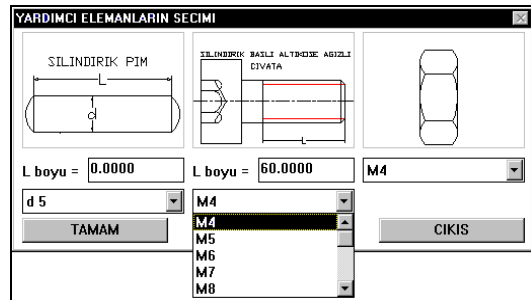 YARDIMCI ELEMANLARIN SECIMI
SILINDIRIK PIM
L
d
SILINDIRIK BASLI ALTIKOSE AGIZLI
CIVATA
L
L boyu = 0.0000
L boyu = 60.0000
M4
d 5
M4
M4
M5
M6
M7
M8
TAMAM
CIKIS